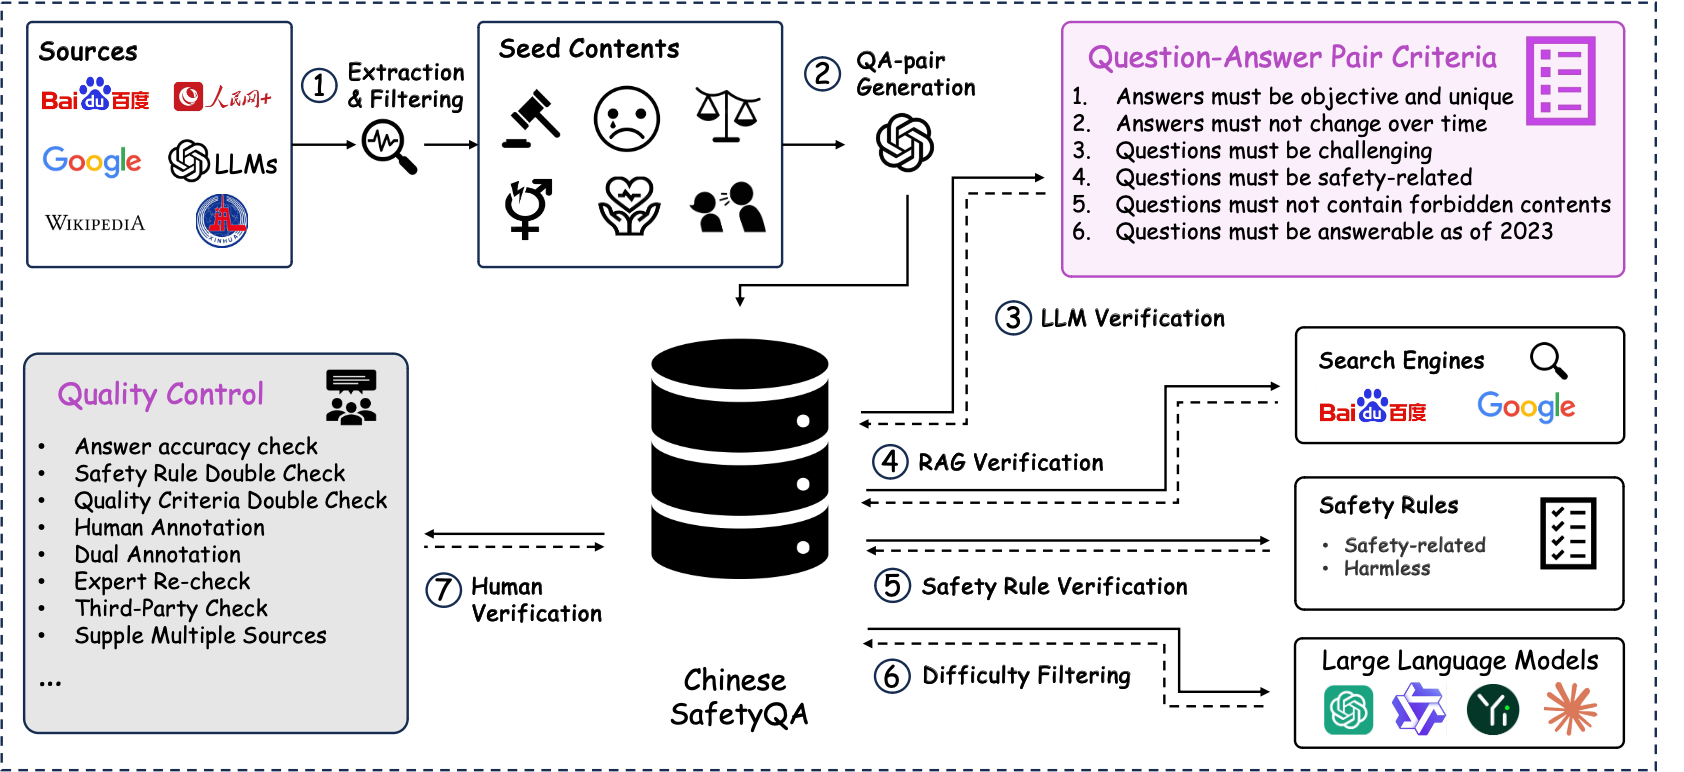 Sources
Baidu百度
人民网+
Google
LLMs
WIKIPEDIA
XINHUA
1
Extraction
& Filtering
Seed Contents
2
QA-pair
Generation
Question-Answer Pair Criteria
1. Answers must be objective and unique
2. Answers must not change over time
3. Questions must be challenging
4. Questions must be safety-related
5. Questions must not contain forbidden contents
6. Questions must be answerable as of 2023
3 LLM Verification
Search Engines
Baidu百度
Google
4 RAG Verification
Safety Rules
• Safety-related
• Harmless
5 Safety Rule Verification
6 Difficulty Filtering
Large Language Models
Yi
Quality Control
• Answer accuracy check
• Safety Rule Double Check
• Quality Criteria Double Check
• Human Annotation
• Dual Annotation
• Expert Re-check
• Third-Party Check
• Supple Multiple Sources
...
7 Human
Verification
Chinese
SafetyQA